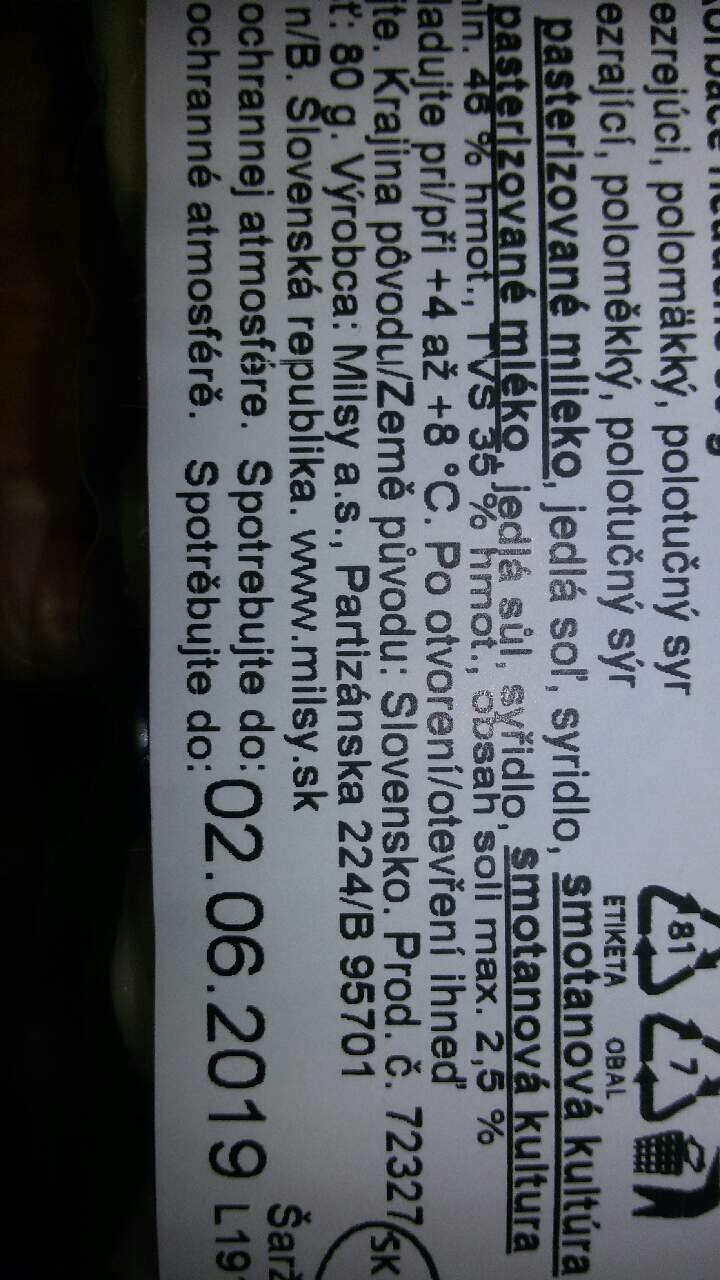 ezrejúci, polomäkký, polotučný syr
ezrající, poloměkký, polotučný sýr
pasterizované mlieko, jedlá soľ, syridlo, smotanová kultúra
pasterizované mléko, jedlá sůl, syřidlo, smotanová kultura
46 % hmot., TVS 35 % hmot., obsah soli max. 2,5 %
ladujte pri/při +4 až +8 °C. Po otvorení/otevření ihneď
Krajina pôvodu/Země původu: Slovensko. Prod. č. 72327
80 g. Výrobca: Milsy a.s., Partizánska 224/B 95701
n/B. Slovenská republika. www.milsy.sk
ochrannej atmosfére. Spotrebujte do:
ochranné atmosféře. Spotřebujte do:
02.06.2019
L19
81
7
ETIKETA OBAL
SK